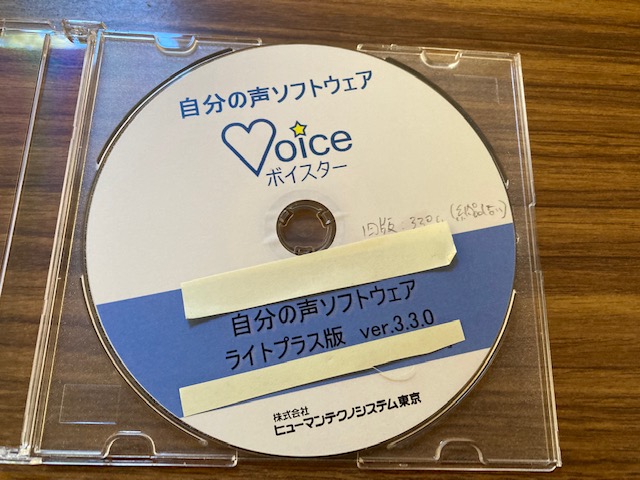 自分の声ソフトウェア
Voice
ボイスター
旧版
自分の声ソフトウェア
ライトプラス版 ver.3.3.0
株式会社
ヒューマンテクノシステム東京